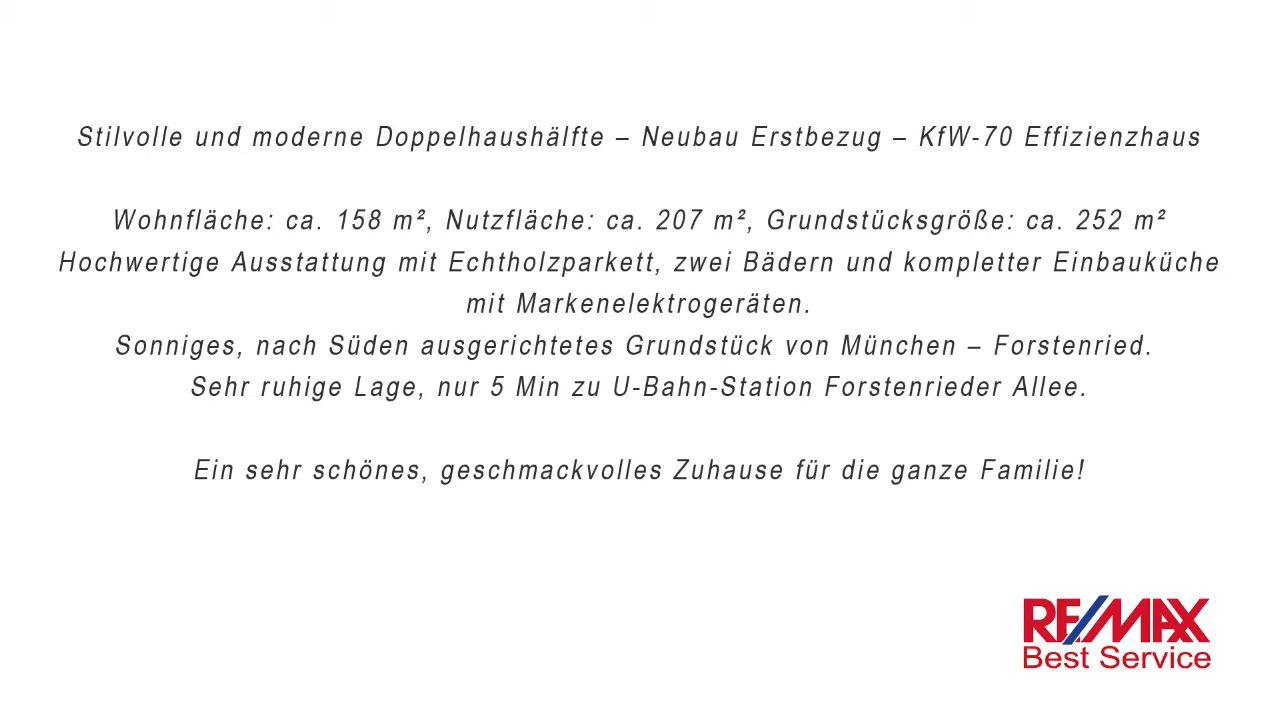 Stilvolle und moderne Doppelhaushälfte – Neubau Erstbezug – KfW-70 Effizienzhaus
Wohnfläche: ca. 158 m², Nutzfläche: ca. 207 m², Grundstücksgröße: ca. 252 m²
Hochwertige Ausstattung mit Echtholzparkett, zwei Bädern und kompletter Einbauküche
mit Markenelektrogeräten.
Sonniges, nach Süden ausgerichtetes Grundstück von München – Forstenried.
Sehr ruhige Lage, nur 5 Min zu U-Bahn-Station Forstenrieder Allee.
Ein sehr schönes, geschmackvolles Zuhause für die ganze Familie!
RE/MAX
Best Service